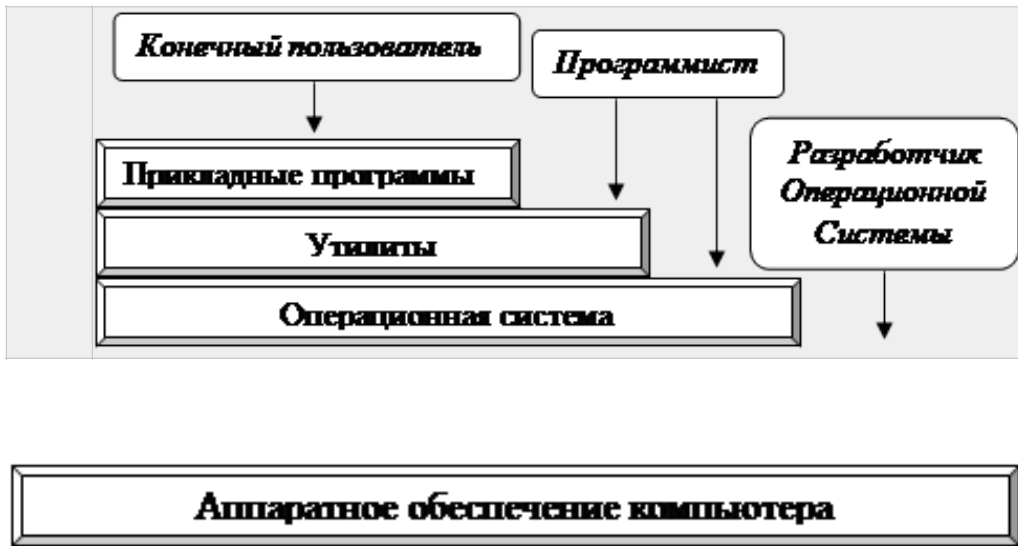 Конечный пользователь
Программист
Разработчик
Операционной
Системы
Прикладные программы
Утилиты
Операционная система
Аппаратное обеспечение компьютера